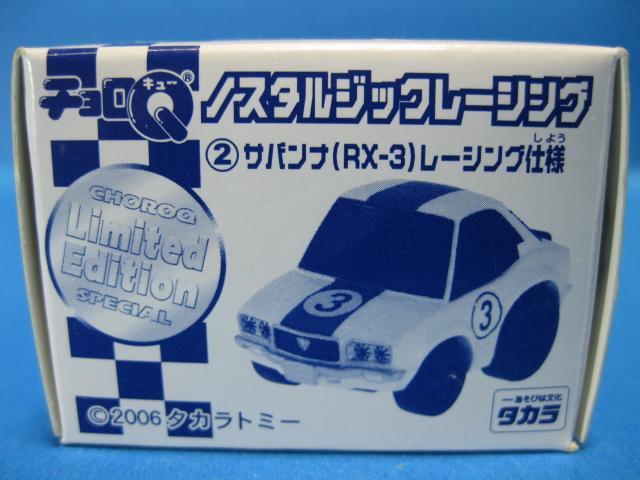 チョロQ キュー ®
ノスタルジックレーシング
②サバンナ(RX-3)レーシング仕様
しよう
CHOROQ
Limited
Edition
SPECIAL
3
3
©2006 タカラトミー
あそびは文化
タカラ